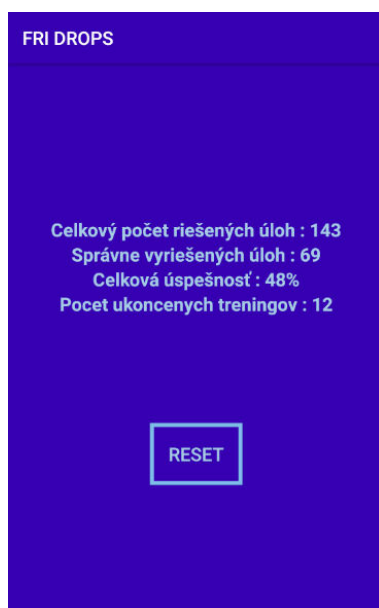 FRI DROPS
Celkový počet riešených úloh : 143
Správne vyriešených úloh : 69
Celková úspešnosť : 48%
Pocet ukoncenych treningov : 12
RESET